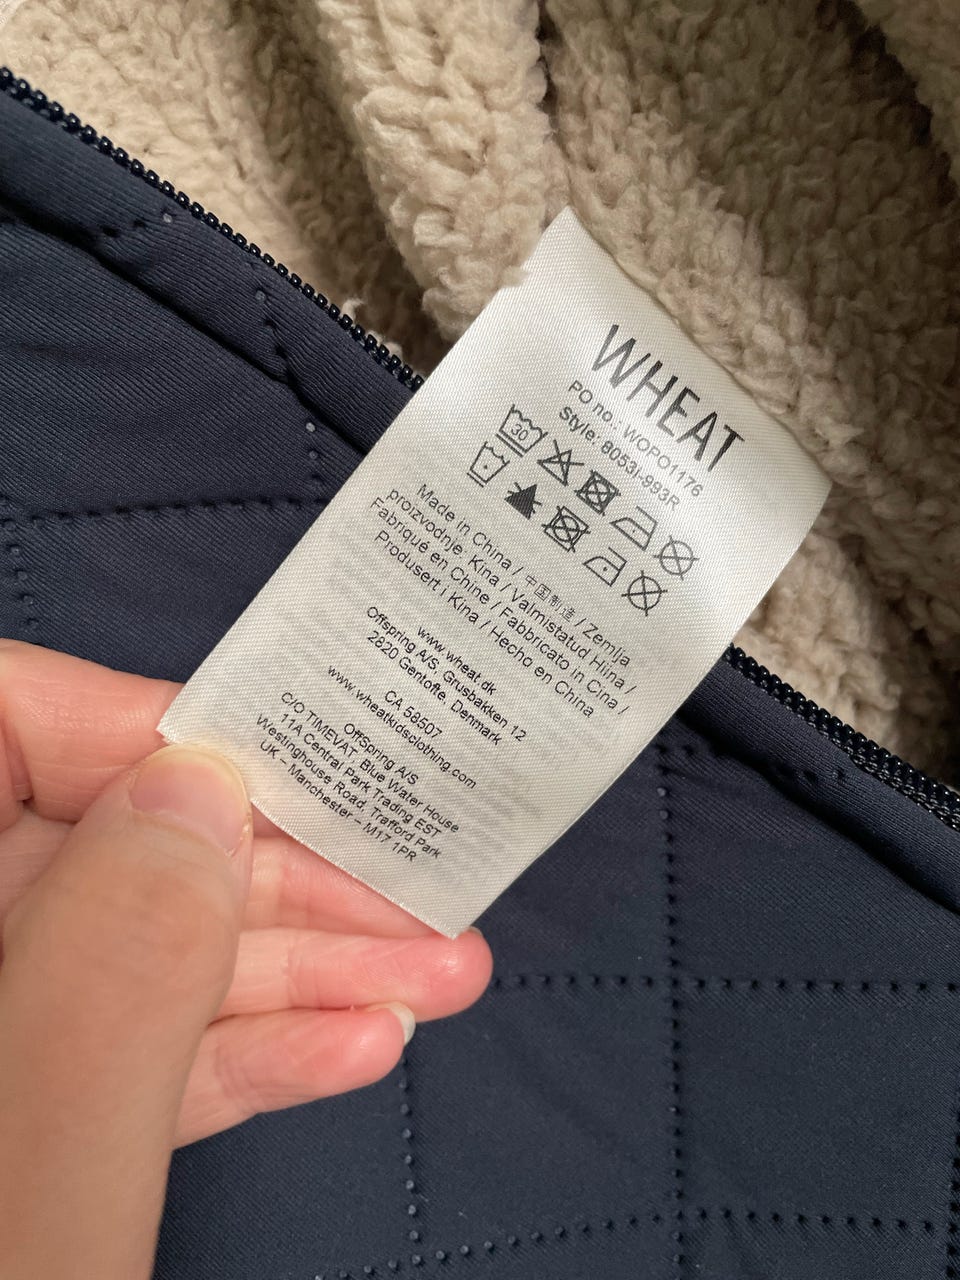 WHEAT
PO no.: WOPO1176
Style: 8053i-993R
30
Made in China / 中国制造 / Zemlja
proizvodnje: Kina / Valmistatud Hiina /
Fabriqué en Chine / Fabbricato in Cina /
Produsert i Kina / Hecho en China
www.wheat.dk
Offspring A/S, Grusbakken 12
2820 Gentofte, Denmark
CA 58507
www.wheatkidsclothing.com
OffSpring A/S
C/O TIMEVAT, Blue Water House
11A Central Park Trading EST
Westinghouse Road, Trafford Park
UK – Manchester – M17 1PR